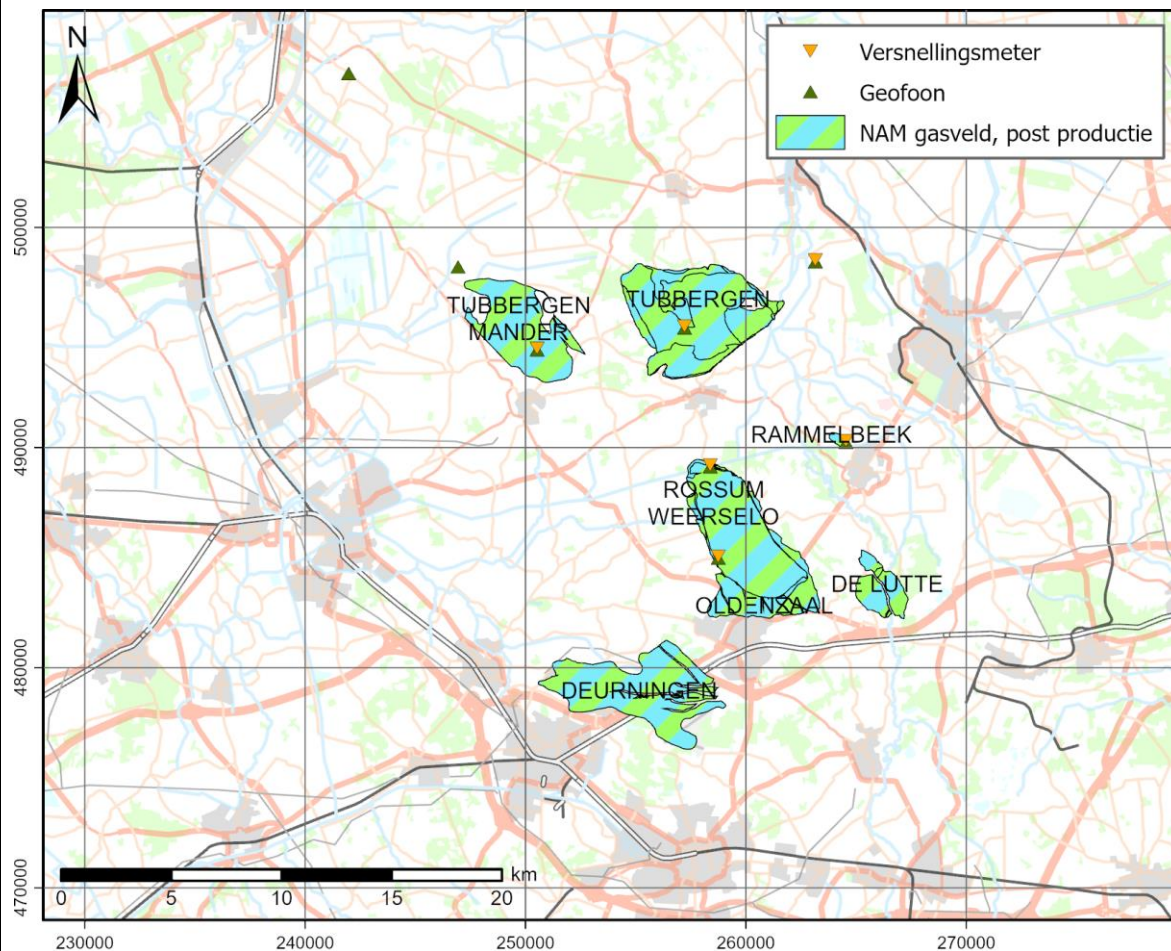 N
Versnellingsmeter
Geofoon
NAM gasveld, post productie
500000
490000
480000
470000
TUBBERGEN
MANDER
TUBBERGEN
RAMMELBEEK
ROSSUM
WEERSELO
DE LUTTE
OLDENZAAL
DEURNINGEN
0 5 10 15 20 km
230000 240000 250000 260000 270000